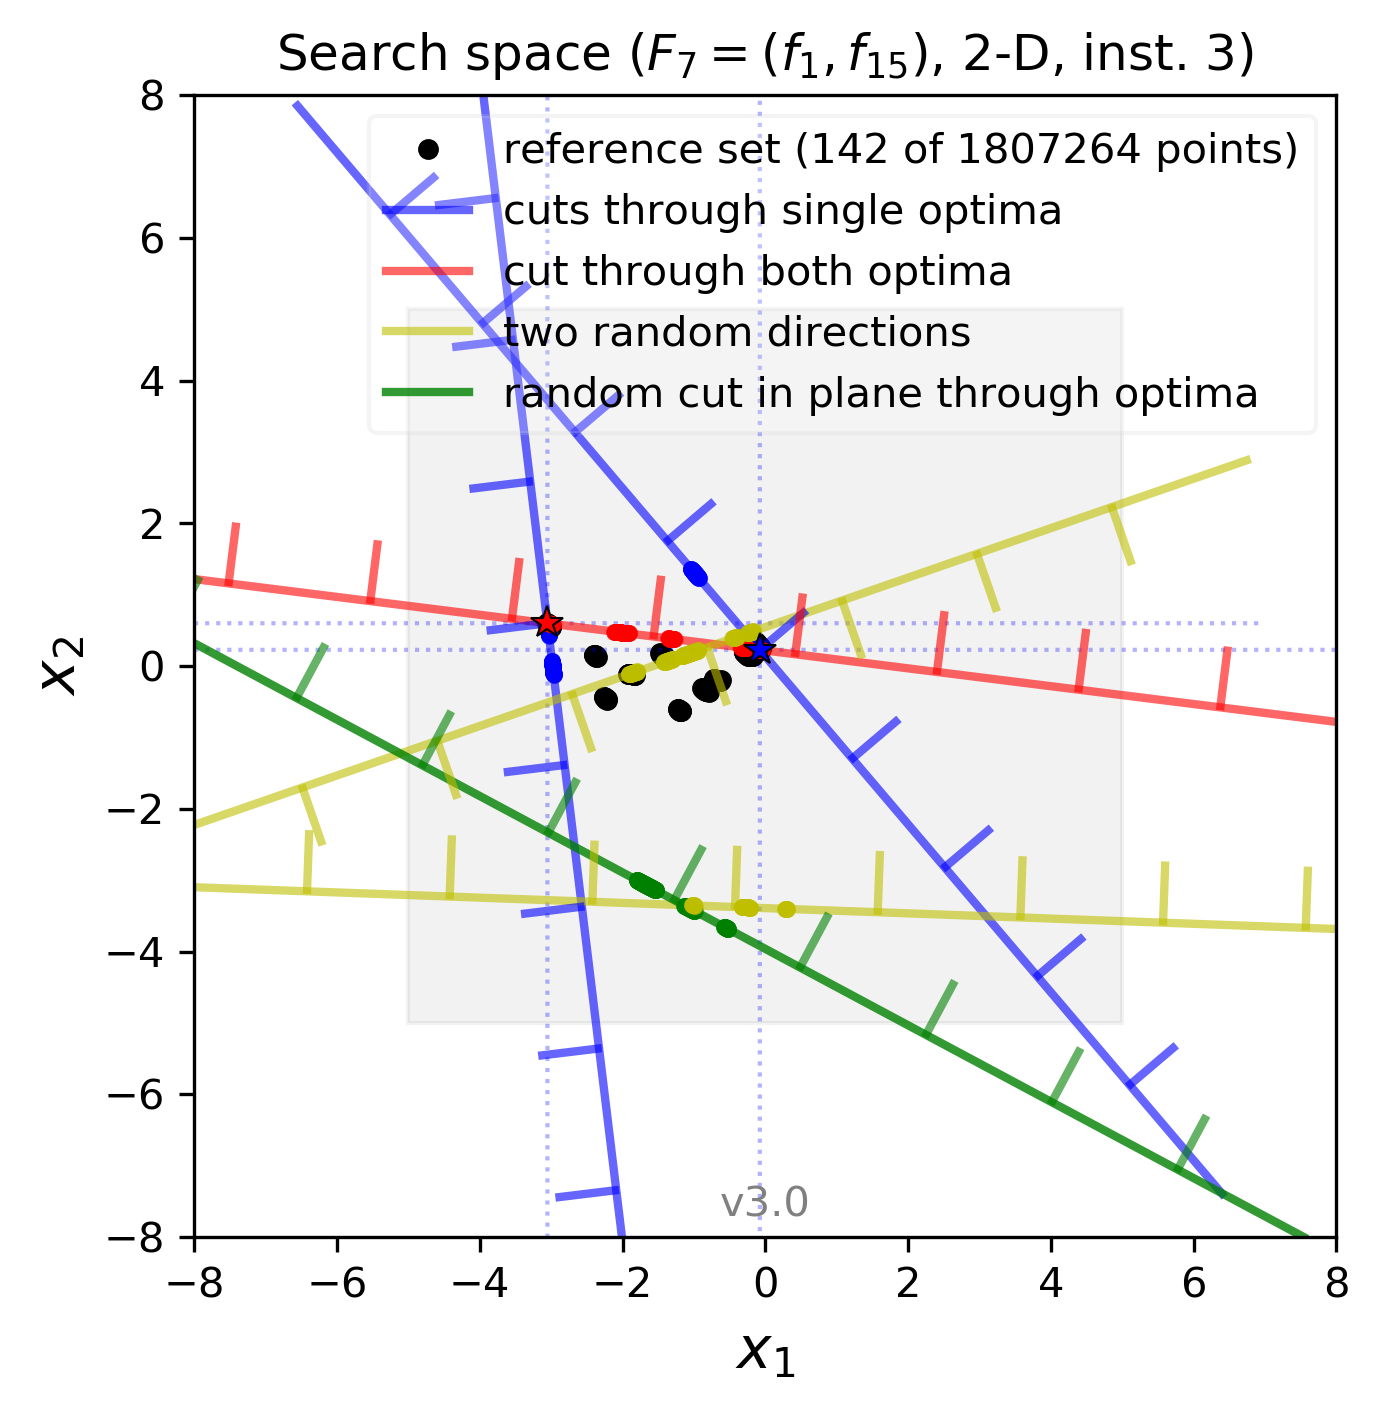 Search space (F₇ = (f₁, f₁₅), 2-D, inst. 3)
reference set (142 of 1807264 points)
cuts through single optima
cut through both optima
two random directions
random cut in plane through optima
8
6
4
2
0
−2
−4
−6
−8
x₂
v3.0
−8 −6 −4 −2 0 2 4 6 8
x₁